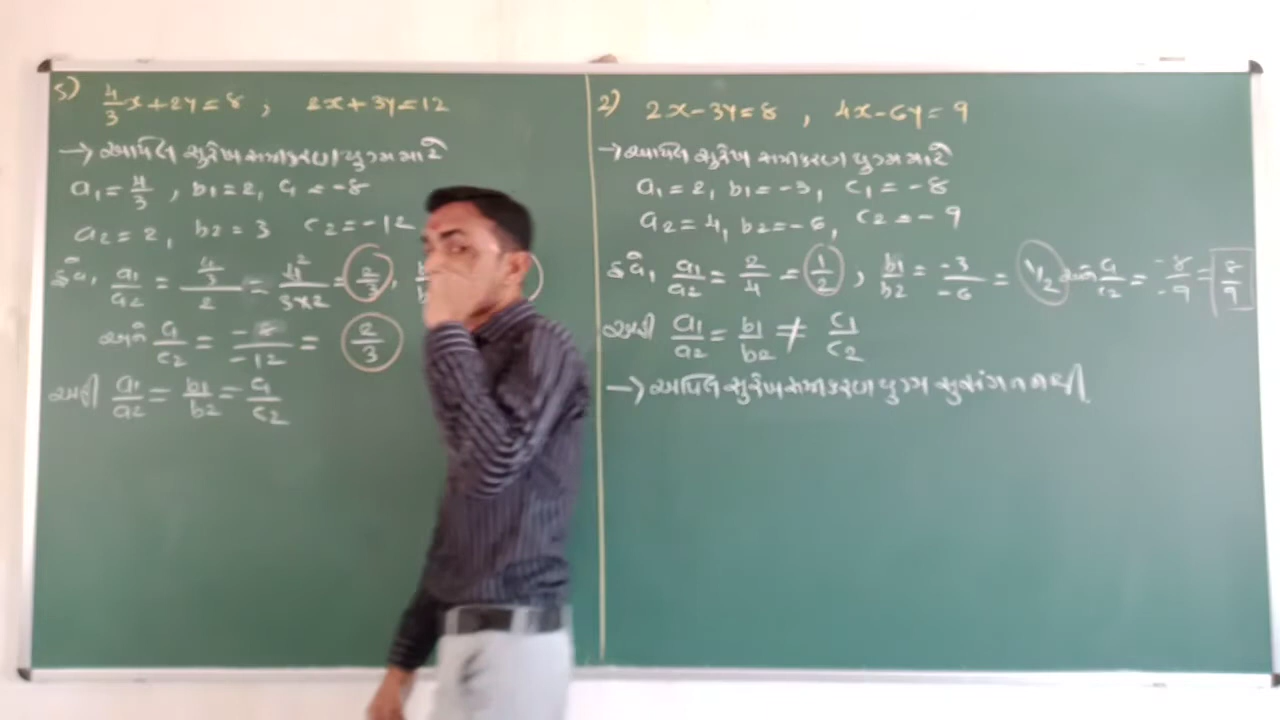 5) 4/3 x + 2y = 8 ; 2x + 3y = 12
→ આપેલ સુરેખ સમીકરણ યુગ્મ માટે
a₁ = 4/3 , b₁ = 2, c₁ = -8
a₂ = 2, b₂ = 3 c₂ = -12
હવે, a₁/a₂ = (4/3)/2 = 4²/(3×2) = 2/3 ,
અને c₁/c₂ = -8/-12 = 2/3
અહીં a₁/a₂ = b₁/b₂ = c₁/c₂
2) 2x - 3y = 8 , 4x - 6y = 9
→ આપેલ સુરેખ સમીકરણ યુગ્મ માટે
a₁ = 2, b₁ = -3, c₁ = -8
a₂ = 4, b₂ = -6, c₂ = -9
હવે, a₁/a₂ = 2/4 = 1/2 , b₁/b₂ = -3/-6 = 1/2 અને c₁/c₂ = -8/-9 = 8/9
અહીં a₁/a₂ = b₁/b₂ ≠ c₁/c₂
→ આપેલ સુરેખ સમીકરણ યુગ્મ સુસંગત નથી